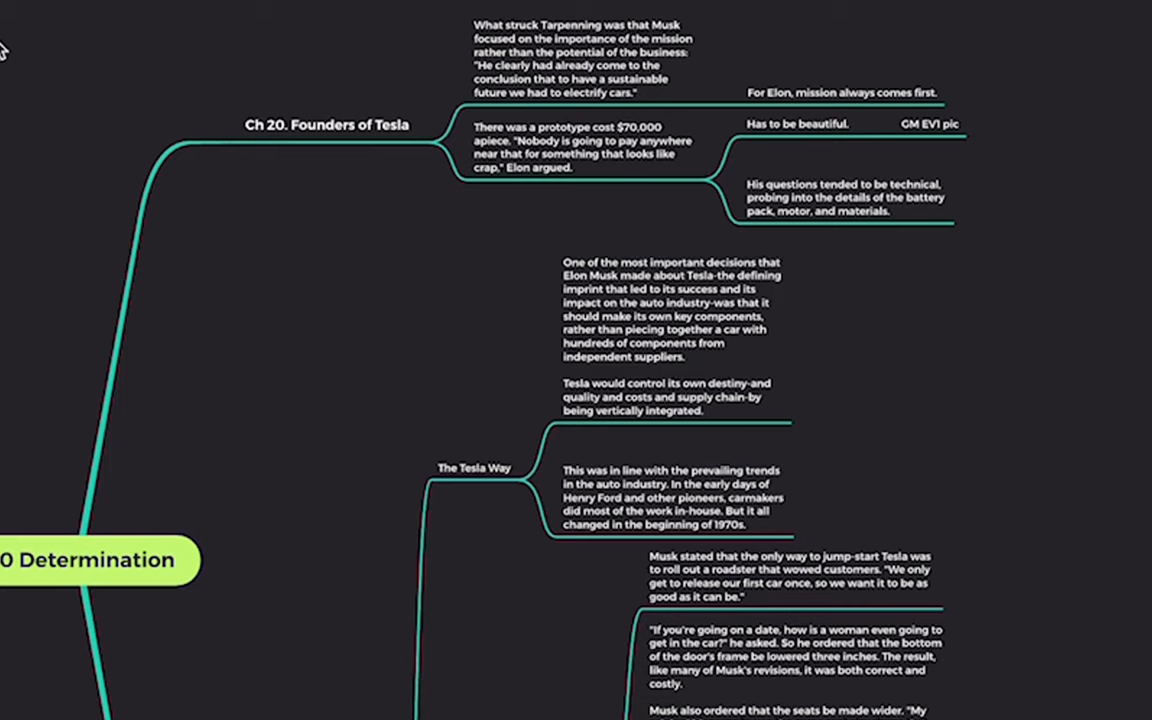 What struck Tarpenning was that Musk
focused on the importance of the mission
rather than the potential of the business:
"He clearly had already come to the
conclusion that to have a sustainable
future we had to electrify cars."
For Elon, mission always comes first.
Ch 20. Founders of Tesla
There was a prototype cost $70,000
apiece. "Nobody is going to pay anywhere
near that for something that looks like
crap," Elon argued.
Has to be beautiful.
GM EV1 pic
His questions tended to be technical,
probing into the details of the battery
pack, motor, and materials.
One of the most important decisions that
Elon Musk made about Tesla-the defining
imprint that led to its success and its
impact on the auto industry-was that it
should make its own key components,
rather than piecing together a car with
hundreds of components from
independent suppliers.
Tesla would control its own destiny-and
quality and costs and supply chain-by
being vertically integrated.
The Tesla Way
This was in line with the prevailing trends
in the auto industry. In the early days of
Henry Ford and other pioneers, carmakers
did most of the work in-house. But it all
changed in the beginning of 1970s.
0 Determination
Musk stated that the only way to jump-start Tesla was
to roll out a roadster that wowed customers. "We only
get to release our first car once, so we want it to be as
good as it can be."
"If you're going on a date, how is a woman even going to
get in the car?" he asked. So he ordered that the bottom
of the door's frame be lowered three inches. The result,
like many of Musk's revisions, it was both correct and
costly.
Musk also ordered that the seats be made wider. "My